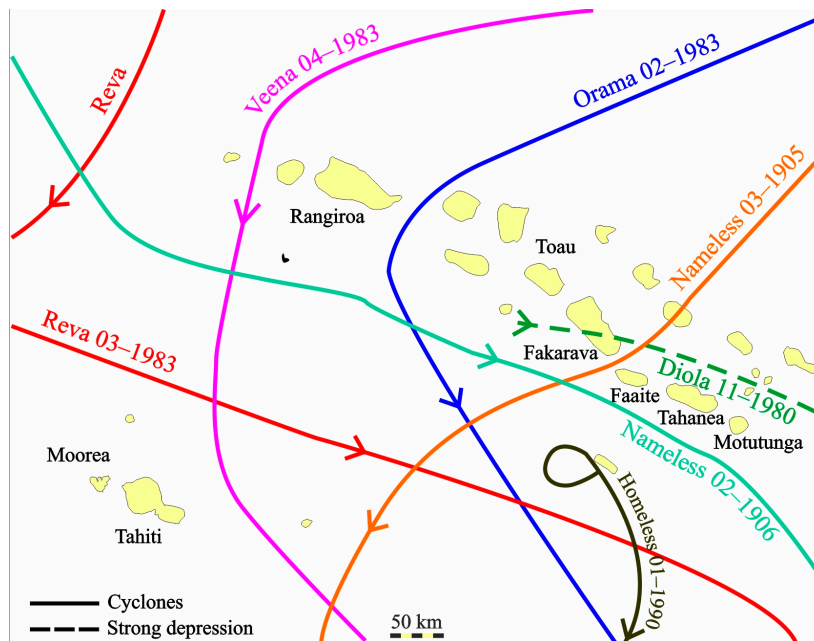 Reva
Veena 04–1983
Orama 02–1983
Nameless 03–1905
Rangiroa
Toau
Reva 03–1983
Fakarava
Diola 11–1980
Faaite
Tahanea
Motutunga
Nameless 02–1906
Moorea
Tahiti
Homeless 01–1990
Cyclones
Strong depression
50 km